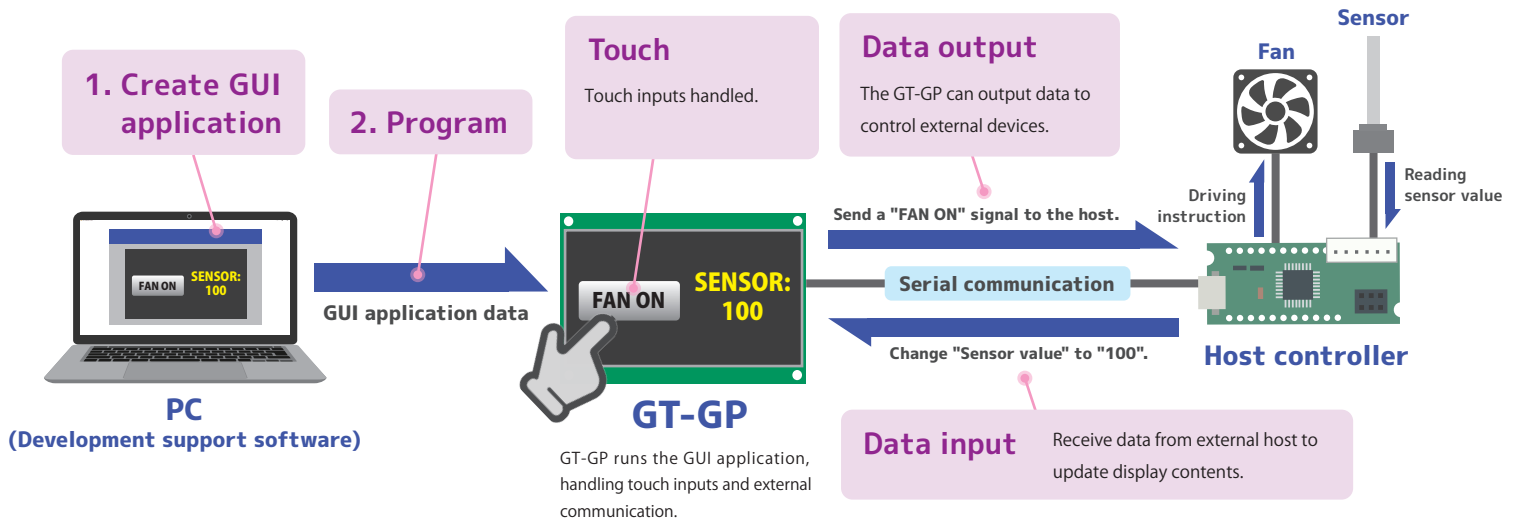 1. Create GUI
application
2. Program
Touch
Touch inputs handled.
Data output
The GT-GP can output data to
control external devices.
Sensor
Fan
Driving
instruction
Reading
sensor value
Send a "FAN ON" signal to the host.
FAN ON
SENSOR:
100
GUI application data
FAN ON
SENSOR:
100
Serial communication
Change "Sensor value" to "100".
Host controller
PC
(Development support software)
GT-GP
GT-GP runs the GUI application,
handling touch inputs and external
communication.
Data input
Receive data from external host to
update display contents.